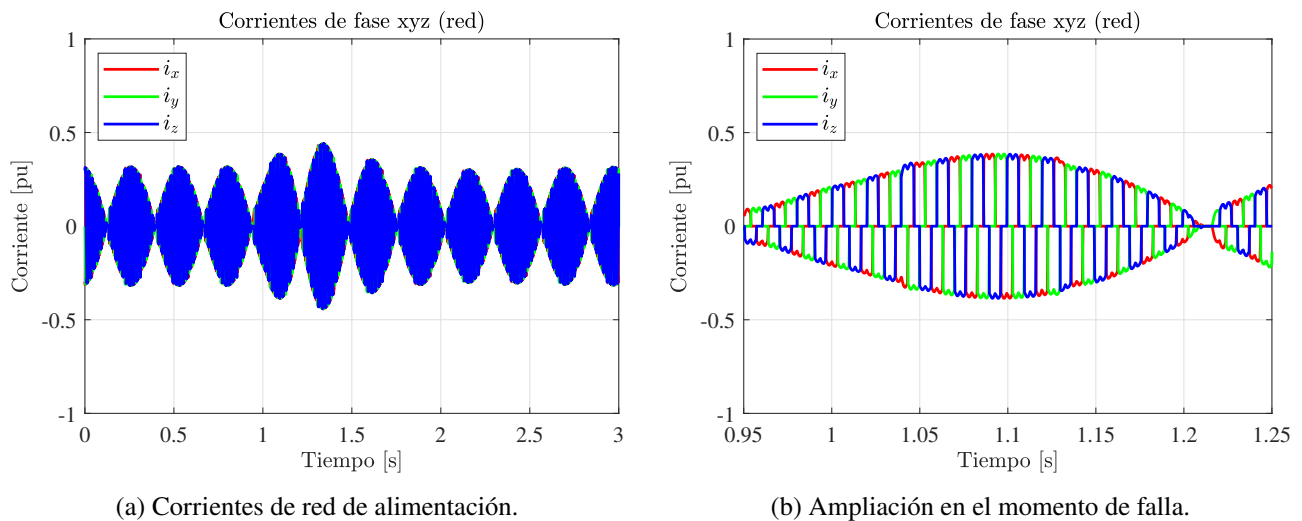 Corrientes de fase xyz (red)
1
0.5
0
-0.5
-1
Corriente [pu]
i_x
i_y
i_z
0 0.5 1 1.5 2 2.5 3
Tiempo [s]
(a) Corrientes de red de alimentación.
Corrientes de fase xyz (red)
1
0.5
0
-0.5
-1
Corriente [pu]
i_x
i_y
i_z
0.95 1 1.05 1.1 1.15 1.2 1.25
Tiempo [s]
(b) Ampliación en el momento de falla.